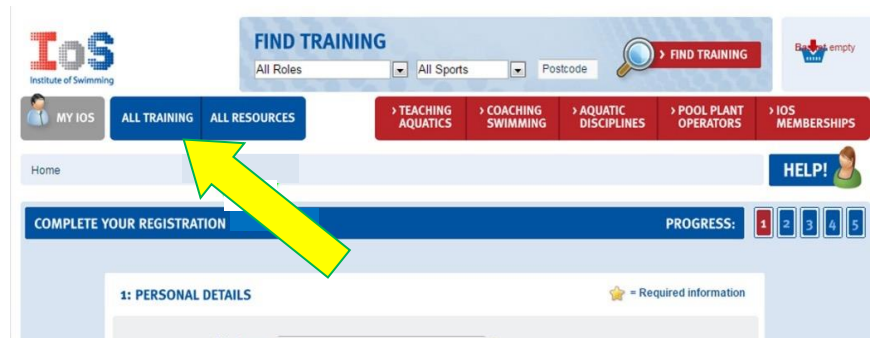 IoS
Institute of Swimming
FIND TRAINING
All Roles
All Sports
Postcode
> FIND TRAINING
Basket empty
MY IOS
ALL TRAINING
ALL RESOURCES
> TEACHING
AQUATICS
> COACHING
SWIMMING
> AQUATIC
DISCIPLINES
> POOL PLANT
OPERATORS
> IOS
MEMBERSHIPS
Home
HELP!
COMPLETE YOUR REGISTRATION
PROGRESS:
1 2 3 4 5
1: PERSONAL DETAILS
= Required information